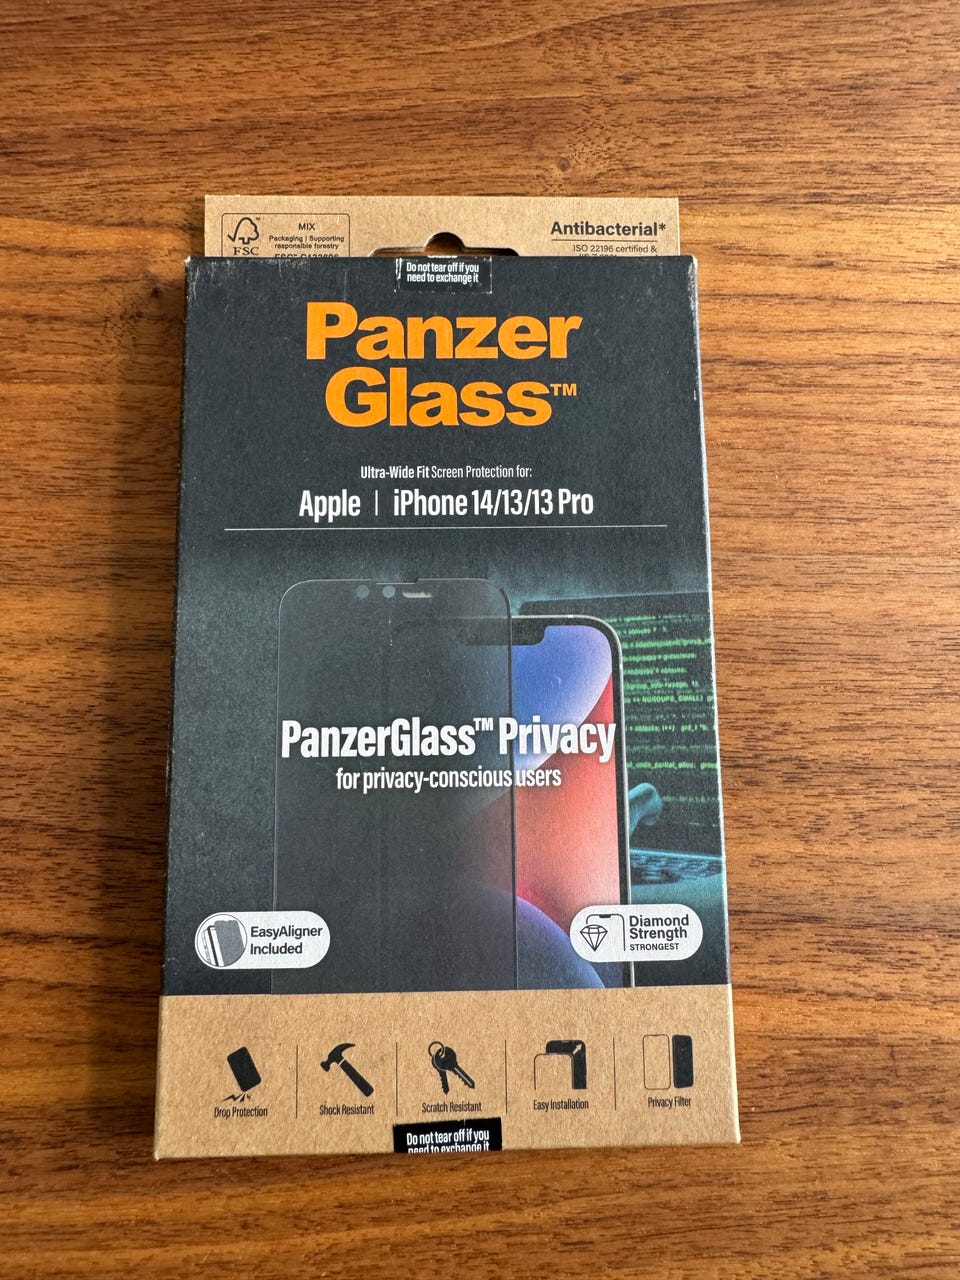 FSC
MIX
Packaging | Supporting
responsible forestry
Antibacterial*
ISO 22196 certified &
Do not tear off if you
need to exchange it
Panzer
Glass™
Ultra-Wide Fit Screen Protection for:
Apple | iPhone 14/13/13 Pro
PanzerGlass™ Privacy
for privacy-conscious users
EasyAligner
Included
Diamond
Strength
STRONGEST
Drop Protection
Shock Resistant
Scratch Resistant
Easy Installation
Privacy Filter
Do not tear off if you
need to exchange it